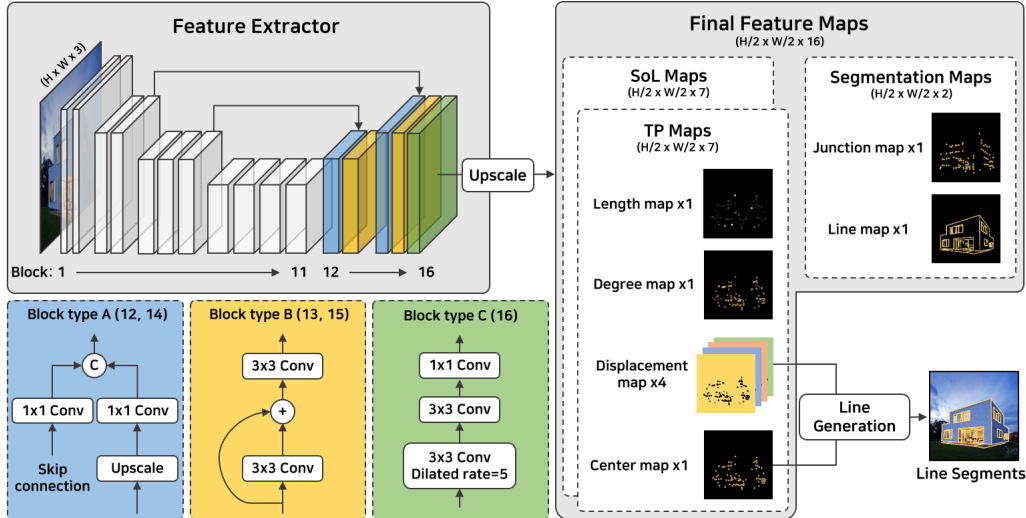 Feature Extractor
(H x W x 3)
Block: 1
11
12
16
Upscale
Block type A (12, 14)
C
1x1 Conv
1x1 Conv
Skip
connection
Upscale
Block type B (13, 15)
3x3 Conv
+
3x3 Conv
Block type C (16)
1x1 Conv
3x3 Conv
3x3 Conv
Dilated rate=5
Final Feature Maps
(H/2 x W/2 x 16)
SoL Maps
(H/2 x W/2 x 7)
TP Maps
(H/2 x W/2 x 7)
Length map x1
Degree map x1
Displacement
map x4
Center map x1
Segmentation Maps
(H/2 x W/2 x 2)
Junction map x1
Line map x1
Line
Generation
Line Segments